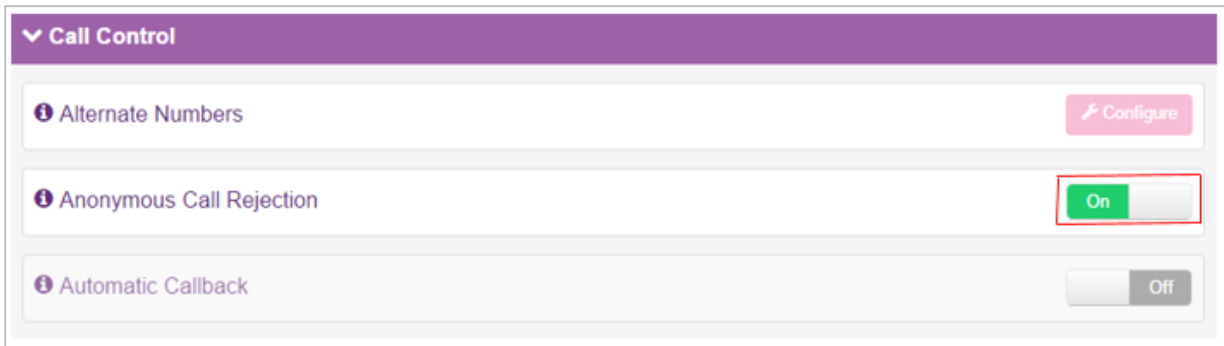 Call Control
Alternate Numbers
Configure
Anonymous Call Rejection
On
Automatic Callback
Off